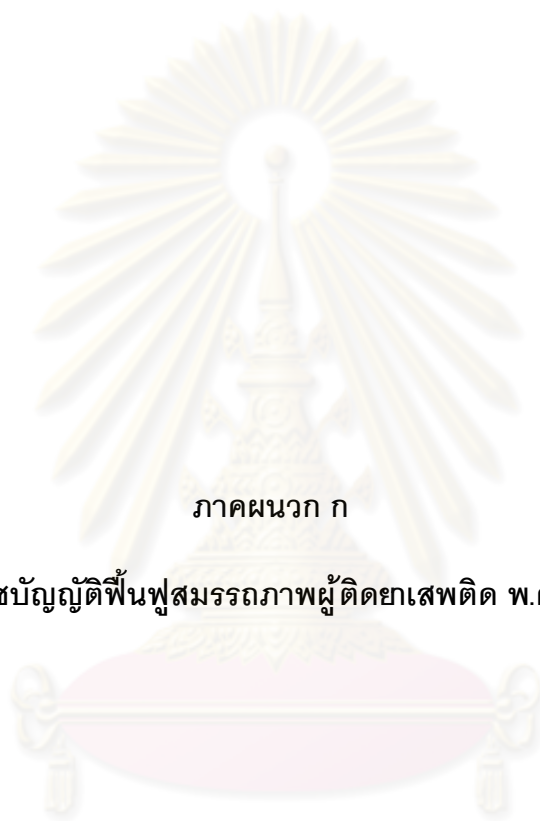 ภาคผนวก ก
ชบัญญัติฟื้นฟูสมรรถภาพผู้ติดยาเสพติด พ.ศ